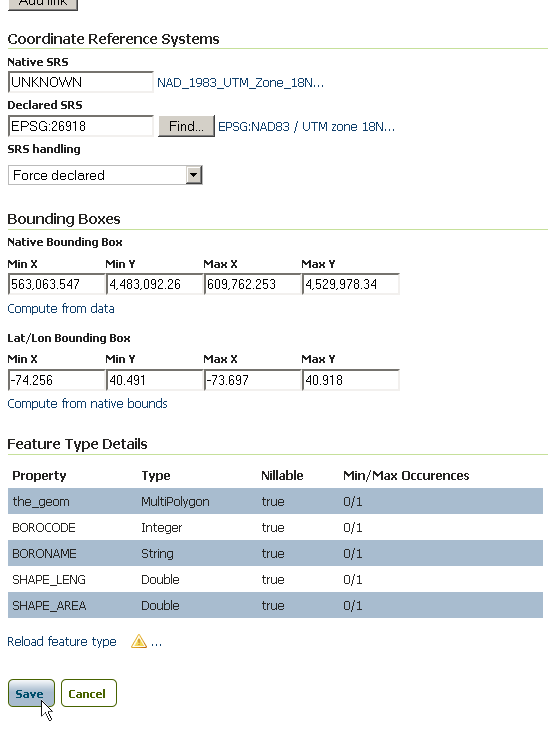 Add link
Coordinate Reference Systems
Native SRS
UNKNOWN NAD_1983_UTM_Zone_18N...
Declared SRS
EPSG:26918 Find... EPSG:NAD83 / UTM zone 18N...
SRS handling
Force declared
Bounding Boxes
Native Bounding Box
Min X Min Y Max X Max Y
563,063.547 4,483,092.26 609,762.253 4,529,978.34
Compute from data
Lat/Lon Bounding Box
Min X Min Y Max X Max Y
-74.256 40.491 -73.697 40.918
Compute from native bounds
Feature Type Details
Property Type Nillable Min/Max Occurences
the_geom MultiPolygon true 0/1
BOROCODE Integer true 0/1
BORONAME String true 0/1
SHAPE_LENG Double true 0/1
SHAPE_AREA Double true 0/1
Reload feature type ...
Save Cancel